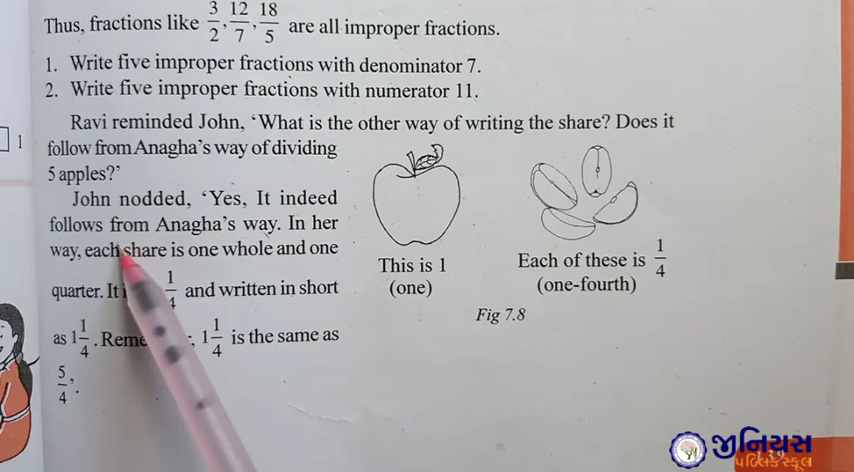 Thus, fractions like 3/2, 12/7, 18/5 are all improper fractions.
1. Write five improper fractions with denominator 7.
2. Write five improper fractions with numerator 11.
Ravi reminded John, ‘What is the other way of writing the share? Does it
follow from Anagha’s way of dividing
5 apples?’
John nodded, ‘Yes, It indeed
follows from Anagha’s way. In her
way, each share is one whole and one
quarter. It 1/4 and written in short
as 1 1/4. 1 1/4 is the same as
5/4’.
1
This is 1
(one)
Each of these is 1/4
(one-fourth)
Fig 7.8
જીનિયસ
પબ્લિક સ્કૂલ